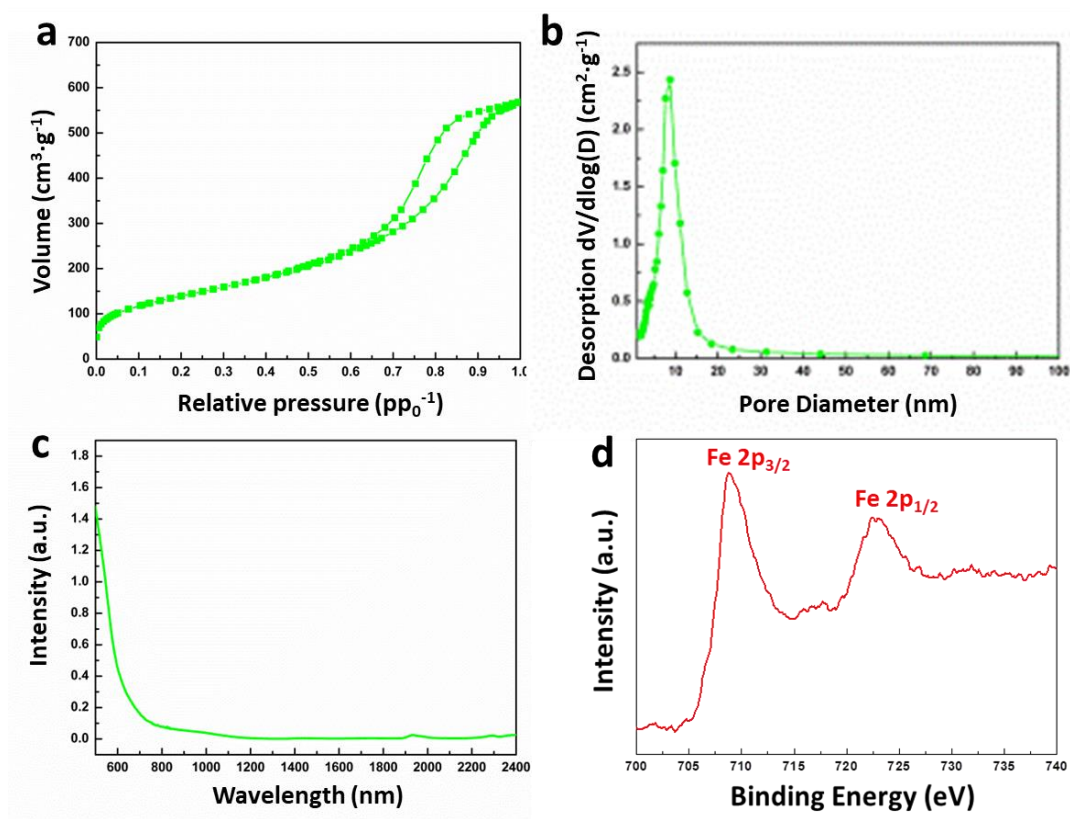 a
700
600
500
400
300
200
100
0
0.0 0.1 0.2 0.3 0.4 0.5 0.6 0.7 0.8 0.9 1.0
Volume (cm³·g⁻¹)
Relative pressure (pp₀⁻¹)
b
2.5
2.0
1.5
1.0
0.5
0.0
10 20 30 40 50 60 70 80 90 100
Desorption dV/dlog(D) (cm²·g⁻¹)
Pore Diameter (nm)
c
1.8
1.6
1.4
1.2
1.0
0.8
0.6
0.4
0.2
0.0
600 800 1000 1200 1400 1600 1800 2000 2200 2400
Intensity (a.u.)
Wavelength (nm)
d
Fe 2p₃/₂
Fe 2p₁/₂
700 705 710 715 720 725 730 735 740
Intensity (a.u.)
Binding Energy (eV)